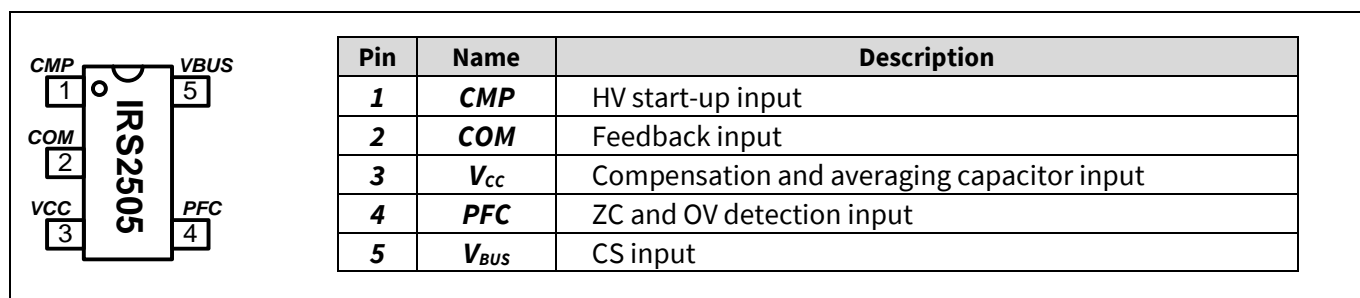 CMP VBUS
1 5
IRS2505
COM
2
VCC PFC
3 4
Pin Name Description
1 CMP HV start-up input
2 COM Feedback input
3 VCC Compensation and averaging capacitor input
4 PFC ZC and OV detection input
5 VBUS CS input